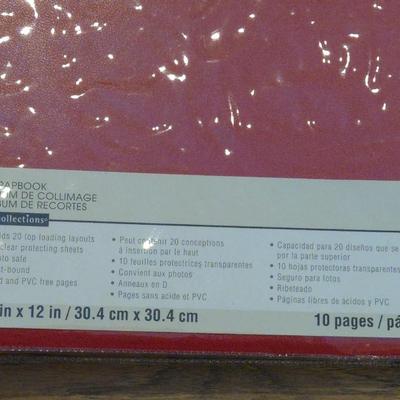 RAPBOOK
UM DE COLLIMAGE
BUM DE RECORTES
ollections
lds 20 top loading layouts
clear protecting sheets
oto safe
t-bound
d and PVC free pages
• Peut contenir 20 conceptions
à insertion par le haut
• 10 feuilles protectrices transparentes
• Convient aux photos
• Anneaux en D
• Pages sans acide et PVC
• Capacidad para 20 diseños que se
por la parte superior
• 10 hojas protectoras transparentes
• Seguro para fotos
• Ribeteado
• Páginas libres de ácidos y PVC
in x 12 in / 30.4 cm x 30.4 cm
10 pages / pá